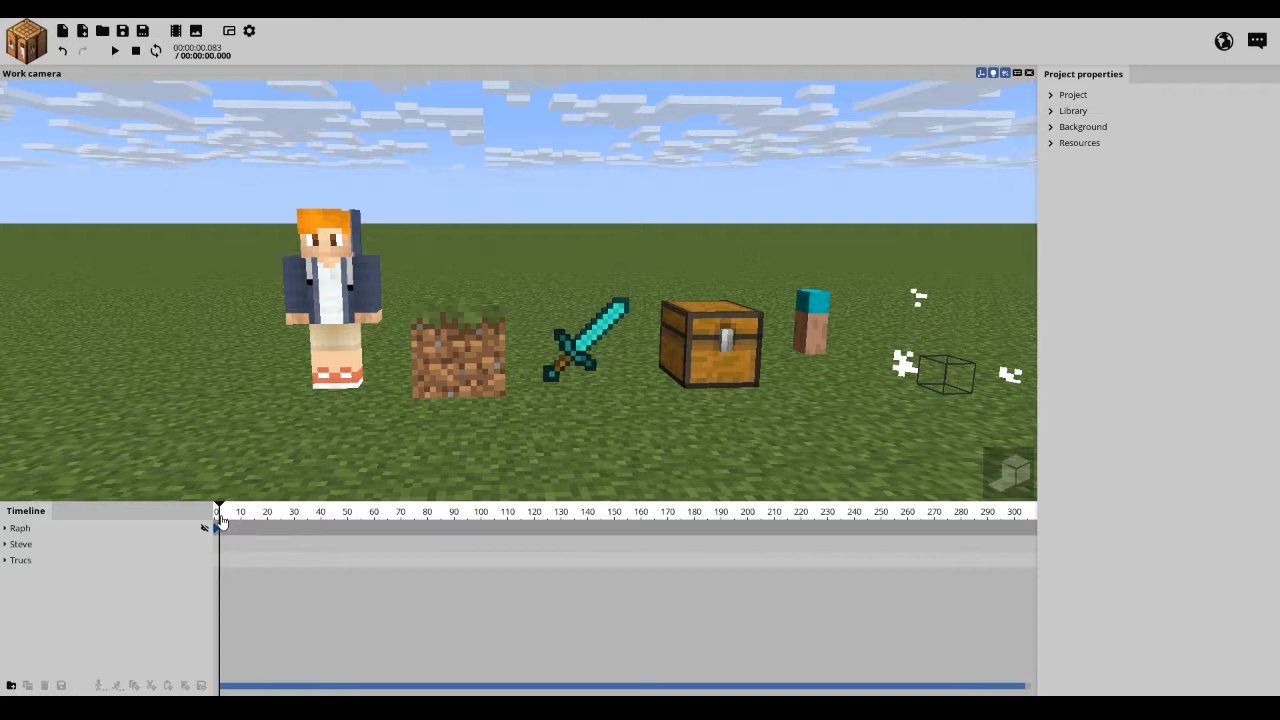 00:00:00.083
/ 00:00:00.000
Work camera
Project properties
Project
Library
Background
Resources
Timeline
0 10 20 30 40 50 60 70 80 90 100 110 120 130 140 150 160 170 180 190 200 210 220 230 240 250 260 270 280 290 300
Raph
Steve
Trucs